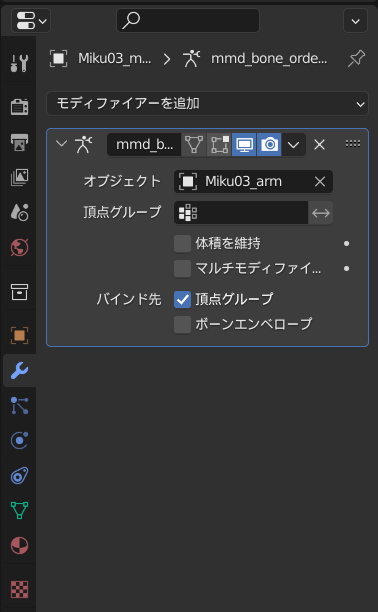 Miku03_m... mmd_bone_orde...
モディファイアーを追加
mmd_b...
オブジェクト Miku03_arm
頂点グループ
体積を維持
マルチモディファイ...
バインド先 頂点グループ
ボーンエンベロープ